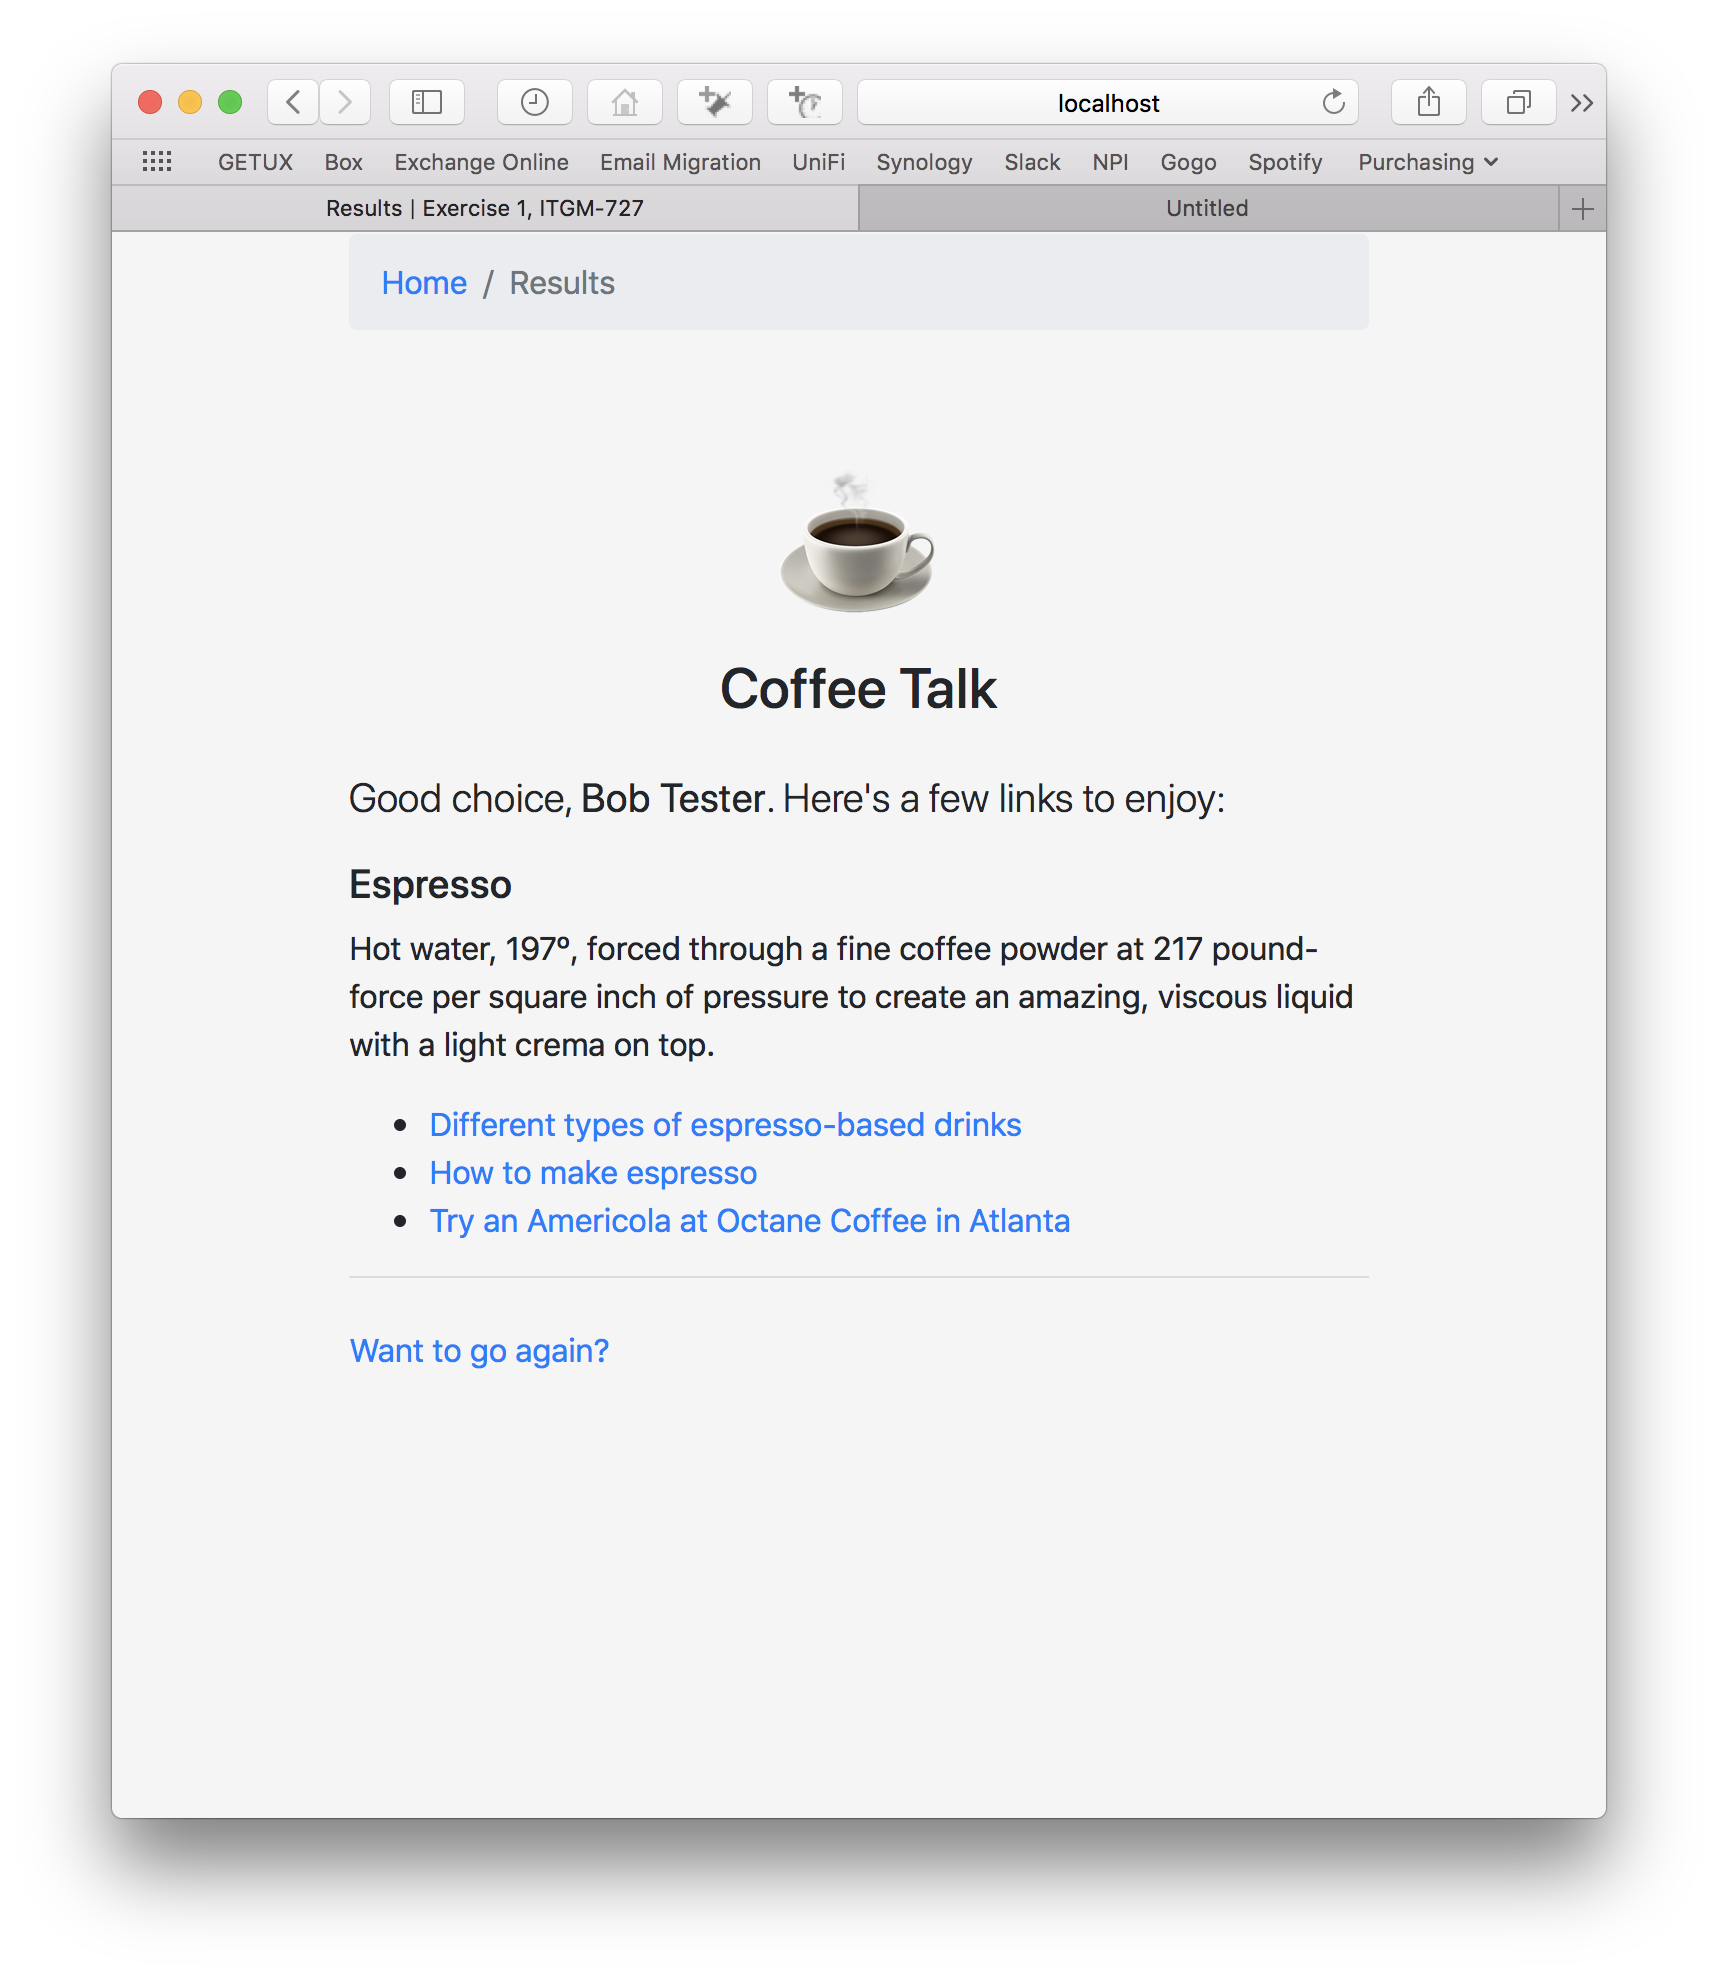 localhost
GETUX Box Exchange Online Email Migration UniFi Synology Slack NPI Gogo Spotify Purchasing
Results | Exercise 1, ITGM-727 Untitled
Home / Results
Coffee Talk
Good choice, Bob Tester. Here's a few links to enjoy:
Espresso
Hot water, 197º, forced through a fine coffee powder at 217 pound-
force per square inch of pressure to create an amazing, viscous liquid
with a light crema on top.
• Different types of espresso-based drinks
• How to make espresso
• Try an Americola at Octane Coffee in Atlanta
Want to go again?